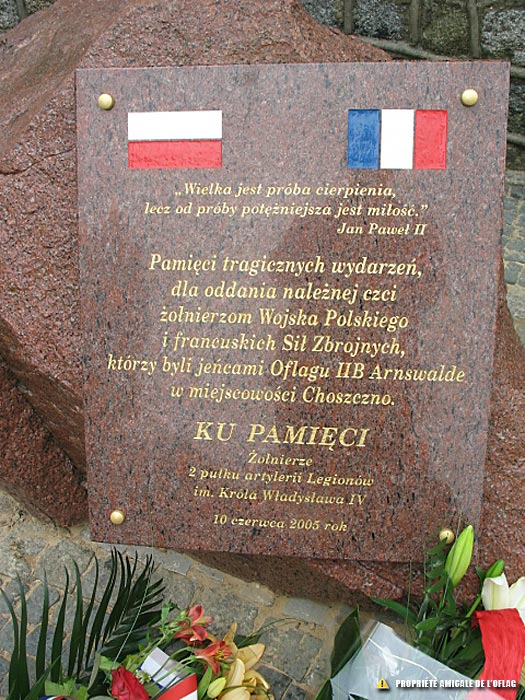 „Wielka jest próba cierpienia,
lecz od próby potężniejsza jest miłość.”
Jan Paweł II
Pamięci tragicznych wydarzeń,
dla oddania należnej czci
żołnierzom Wojska Polskiego
i francuskich Sił Zbrojnych,
którzy byli jeńcami Oflagu IIB Arnswalde
w miejscowości Choszczno.
KU PAMIĘCI
Żołnierze
2 pułku artylerii Legionów
im. Króla Władysława IV
10 czerwca 2005 rok
PROPRIÉTÉ AMICALE DE L'OFLAG